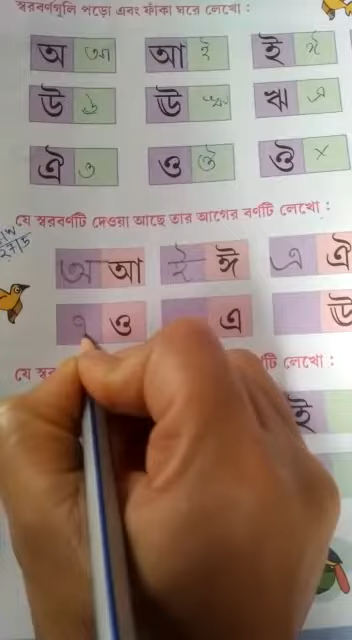 স্বরবর্ণগুলি পড়ো এবং ফাঁকা ঘরে লেখো :
অ আ আ ই ই ঈ
উ ঊ ঊ ঋ ঋ এ
ঐ ও ও ঔ ঔ ×
যে স্বরবর্ণটি দেওয়া আছে তার আগের বর্ণটি লেখো :
অ আ ই ঈ এ ঐ
ও এ ঊ
যে টি লেখো :
ই